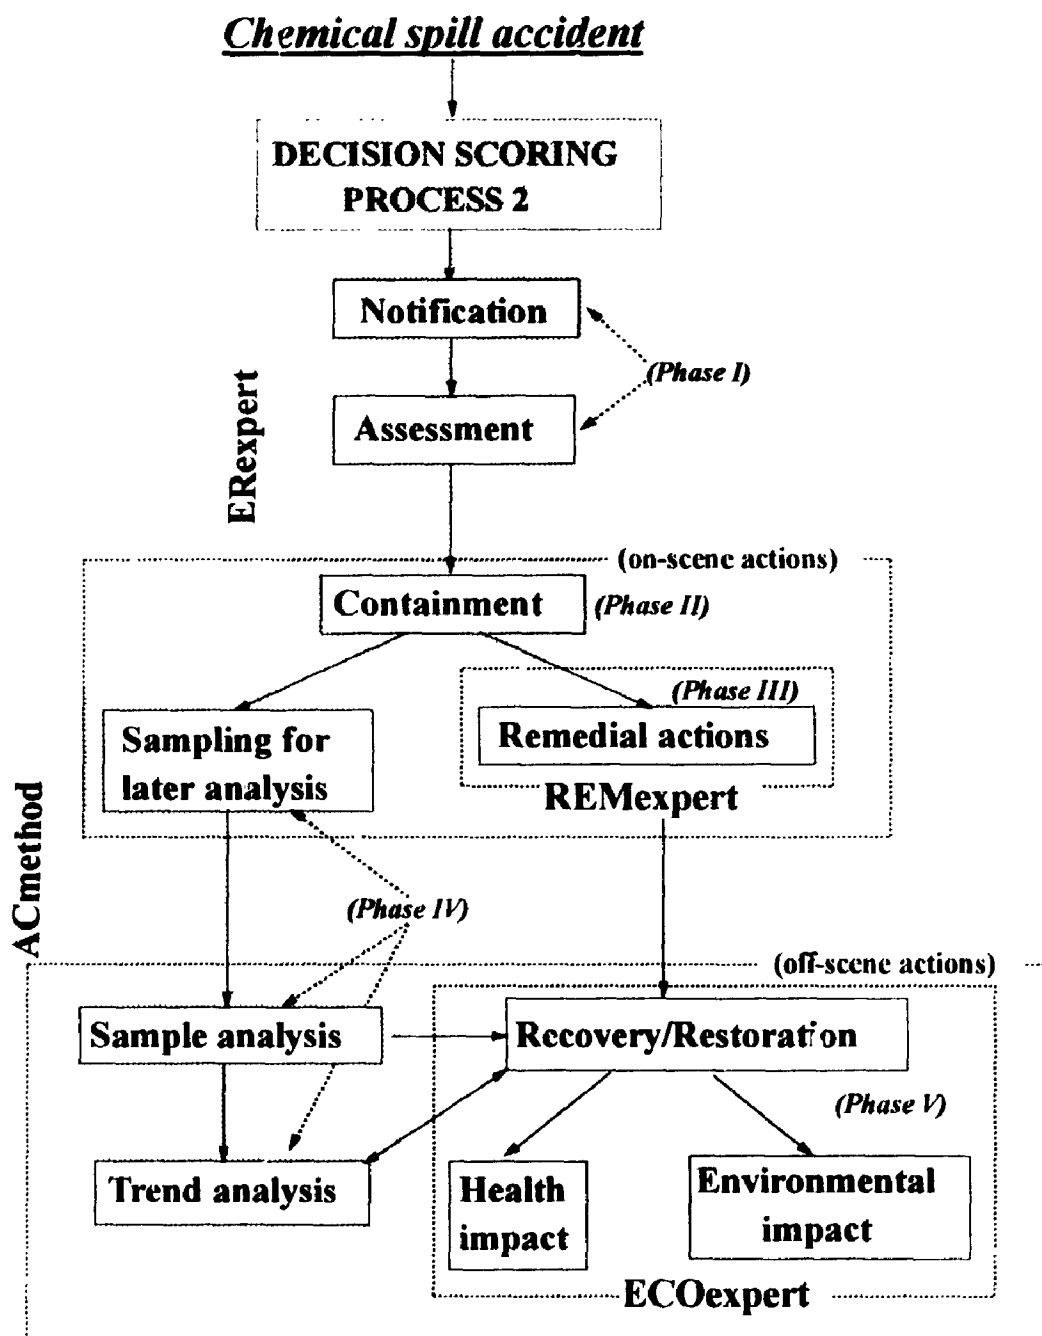 Chemical spill accident
DECISION SCORING
PROCESS 2
Notification
(Phase I)
Assessment
ERexpert
(on-scene actions)
Containment
(Phase II)
(Phase III)
Sampling for
later analysis
Remedial actions
REMexpert
ACmethod
(Phase IV)
(off-scene actions)
Sample analysis
Recovery/Restoration
(Phase V)
Trend analysis
Health
impact
Environmental
impact
ECOexpert